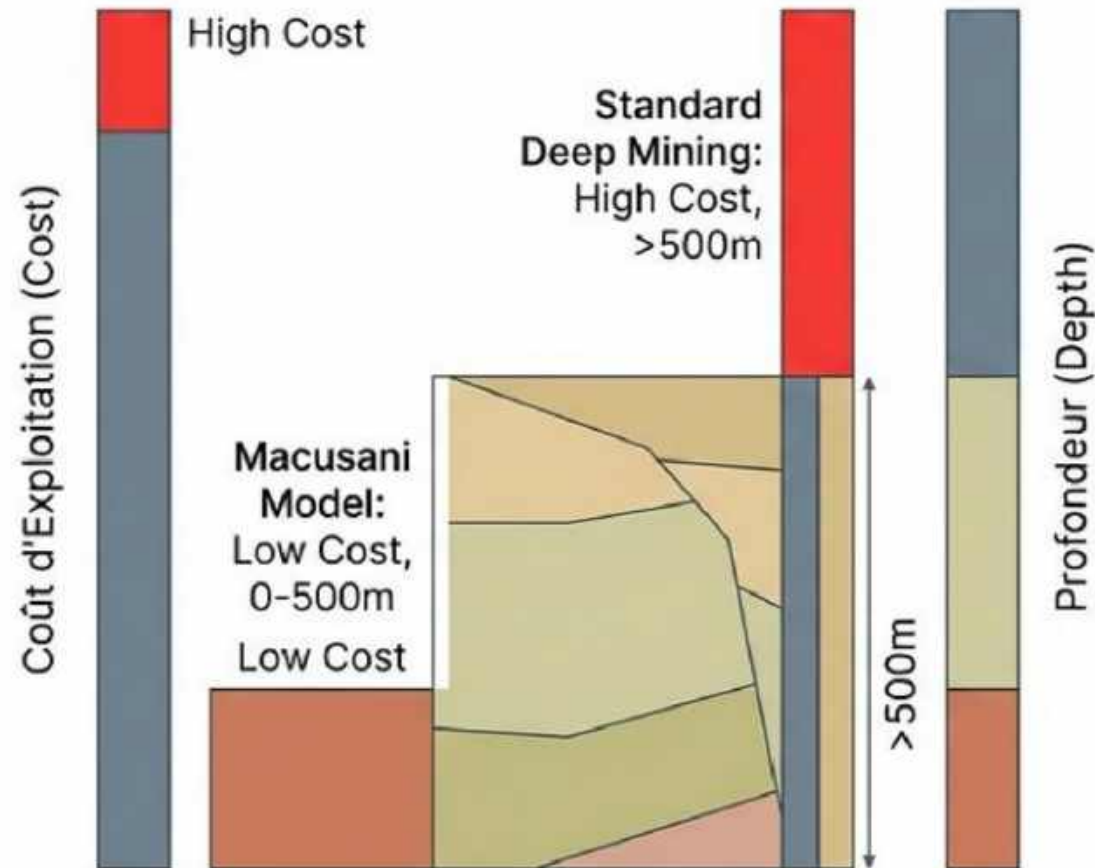 High Cost
Coût d'Exploitation (Cost)
Standard
Deep Mining:
High Cost,
>500m
Macusani
Model:
Low Cost,
0-500m
Low Cost
>500m
Profondeur (Depth)